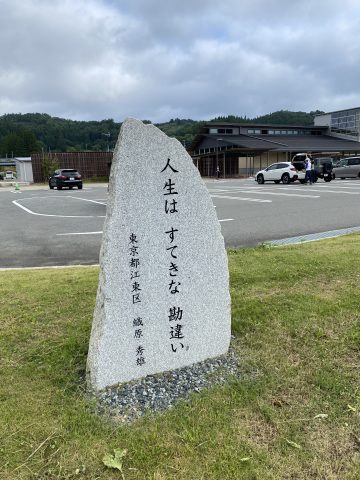 人生は すてきな 勘違い。
東京都江東区 織原 秀雄